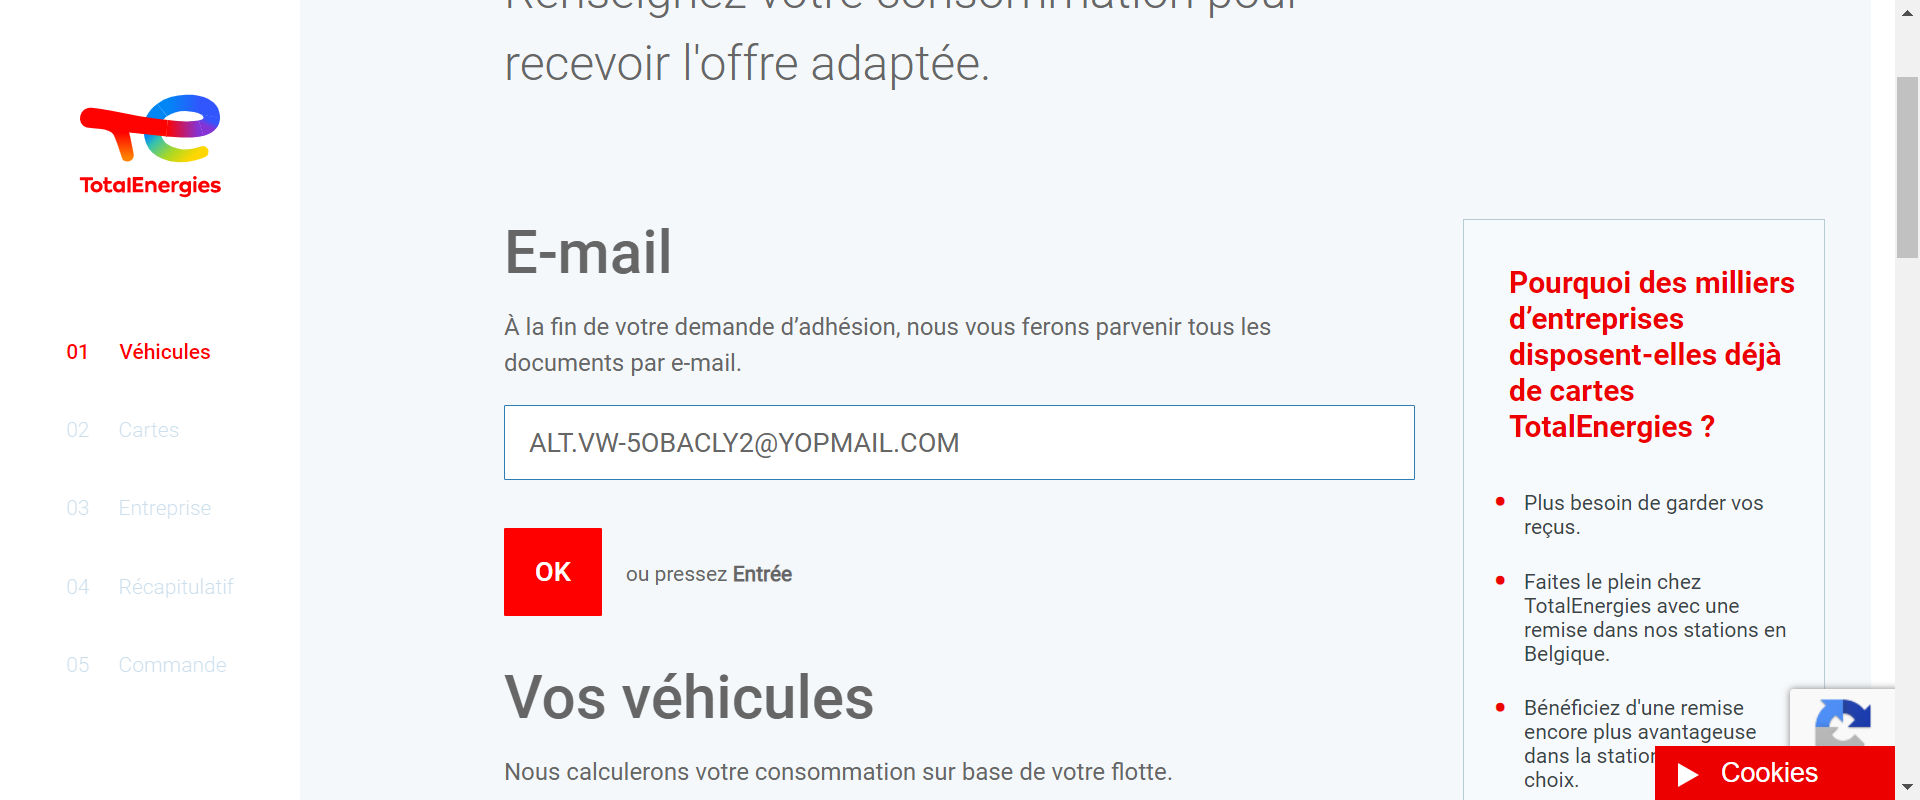 Renseignez votre consommation pour
recevoir l'offre adaptée.
TotalEnergies
01 Véhicules
02 Cartes
03 Entreprise
04 Récapitulatif
05 Commande
E-mail
À la fin de votre demande d’adhésion, nous vous ferons parvenir tous les
documents par e-mail.
ALT.VW-5OBACLY2@YOPMAIL.COM
OK ou pressez Entrée
Vos véhicules
Nous calculerons votre consommation sur base de votre flotte.
Pourquoi des milliers
d’entreprises
disposent-elles déjà
de cartes
TotalEnergies ?
Plus besoin de garder vos
reçus.
Faites le plein chez
TotalEnergies avec une
remise dans nos stations en
Belgique.
Bénéficiez d'une remise
encore plus avantageuse
dans la station
choix.
Cookies